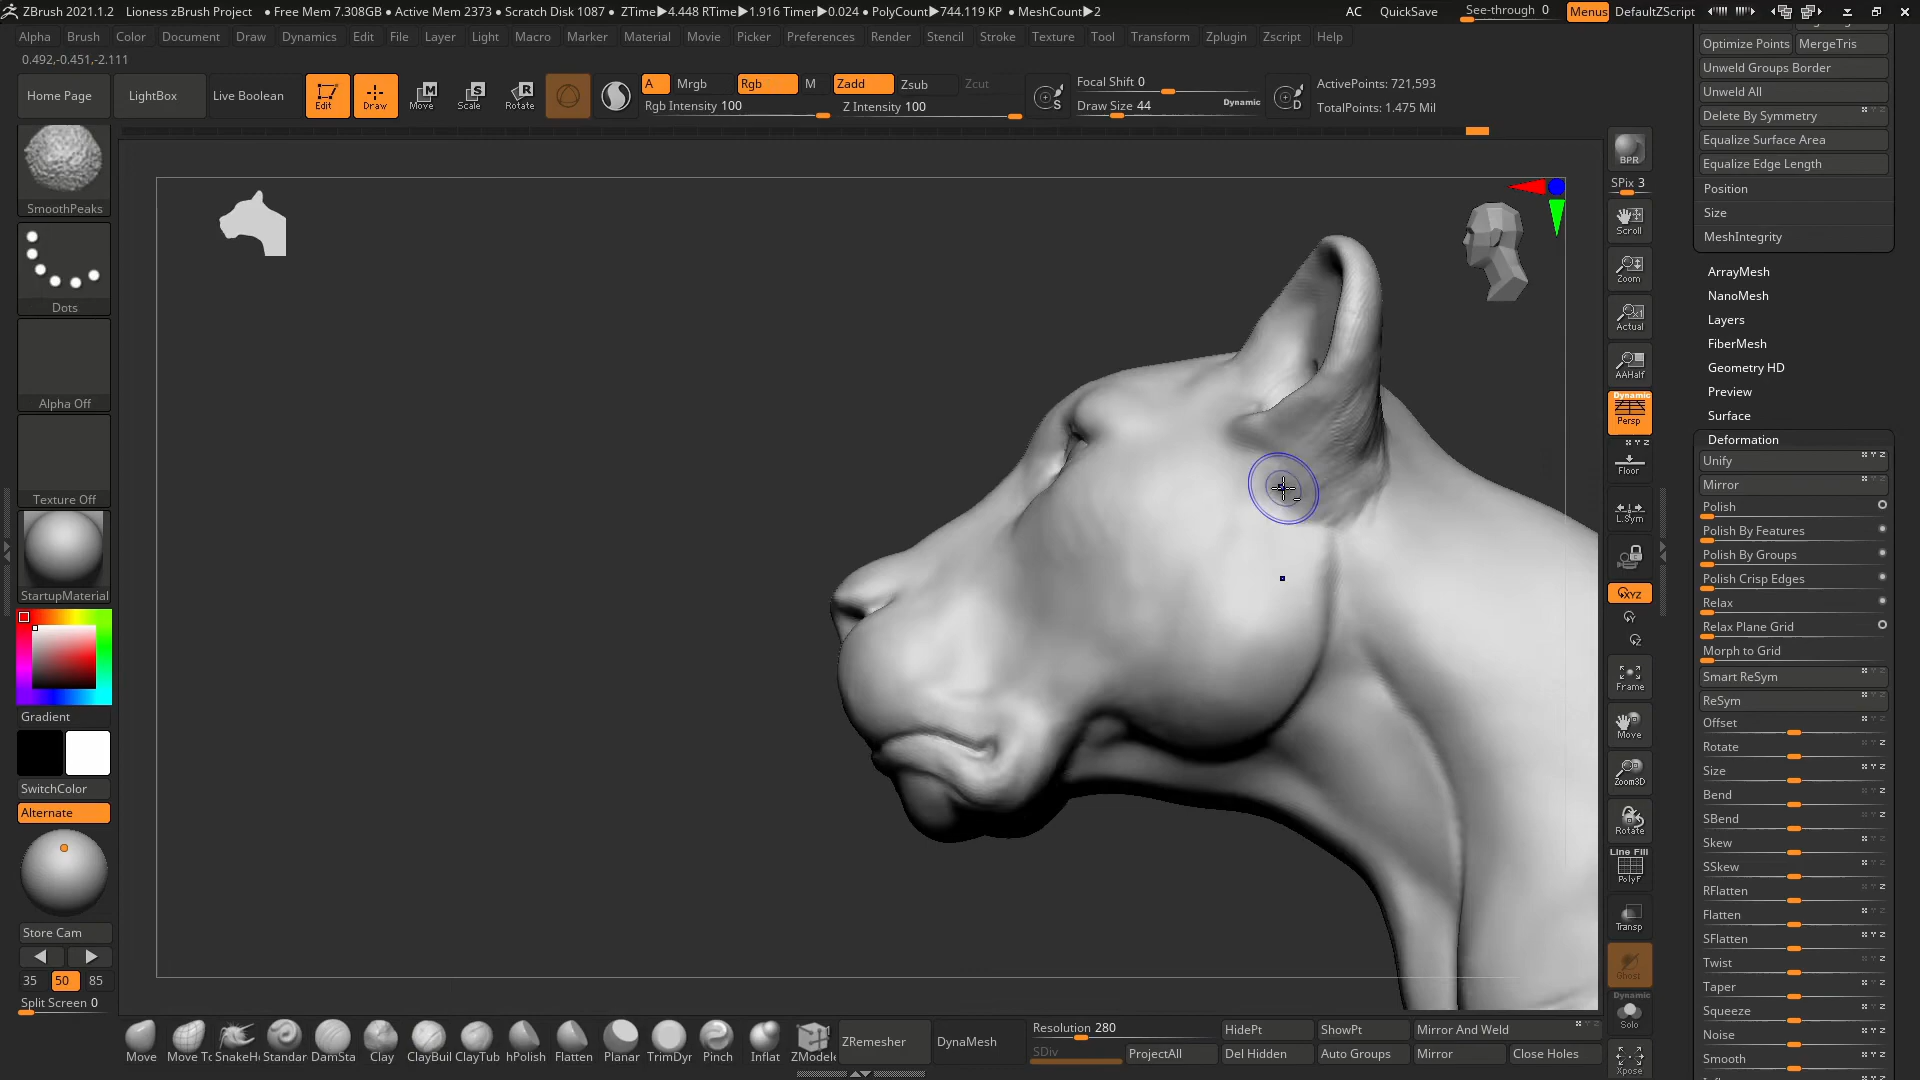 ZBrush 2021.1.2 Lioness zBrush Project ● Free Mem 7.308GB ● Active Mem 2373 ● Scratch Disk 1087 ● ZTime▶4.448 RTime▶1.916 Timer▶0.024 ● PolyCount▶744.119 KP ● MeshCount▶2 AC QuickSave See-through 0 Menus DefaultZScript
Alpha Brush Color Document Draw Dynamics Edit File Layer Light Macro Marker Material Movie Picker Preferences Render Stencil Stroke Texture Tool Transform Zplugin Zscript Help
0.492,-0.451,-2.111
Home Page LightBox Live Boolean Edit Draw Move Scale Rotate
A Mrgb Rgb M Zadd Zsub Zcut
Rgb Intensity 100 Z Intensity 100
Focal Shift 0
Draw Size 44 Dynamic
ActivePoints: 721,593
TotalPoints: 1.475 Mil
SmoothPeaks
Dots
Alpha Off
Texture Off
StartupMaterial
Gradient
SwitchColor
Alternate
Store Cam
35 50 85
Split Screen 0
BPR
SPix 3
Scroll
Zoom
Actual
AAHalf
Dynamic
Persp
Floor
L.Sym
XYZ
Frame
Move
Zoom3D
Rotate
Line Fill
PolyF
Transp
Ghost
Dynamic
Solo
Xpose
Optimize Points MergeTris
Unweld Groups Border
Unweld All
Delete By Symmetry
Equalize Surface Area
Equalize Edge Length
Position
Size
MeshIntegrity
ArrayMesh
NanoMesh
Layers
FiberMesh
Geometry HD
Preview
Surface
Deformation
Unify
Mirror
Polish
Polish By Features
Polish By Groups
Polish Crisp Edges
Relax
Relax Plane Grid
Morph to Grid
Smart ReSym
ReSym
Offset
Rotate
Size
Bend
SBend
Skew
SSkew
RFlatten
Flatten
SFlatten
Twist
Taper
Squeeze
Noise
Smooth
Move Move To SnakeH Standar DamSta Clay ClayBuil ClayTub hPolish Flatten Planar TrimDyr Pinch Inflat ZModele
ZRemesher DynaMesh
Resolution 280 HidePt ShowPt Mirror And Weld
SDiv ProjectAll Del Hidden Auto Groups Mirror Close Holes